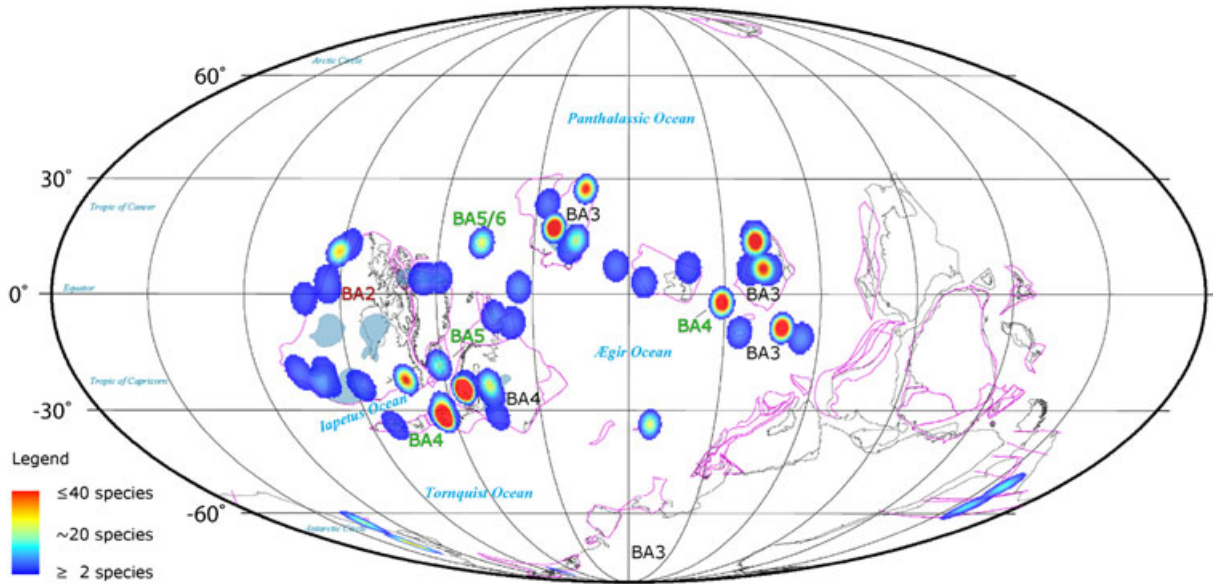 Arctic Circle
60°
Panthalassic Ocean
30°
Tropic of Cancer
BA5/6
BA3
0°
Equator
BA2
BA3
BA4
BA5
BA3
Ægir Ocean
Tropic of Capricorn
-30°
Iapetus Ocean
BA4
BA4
Legend
≤40 species
~20 species
≥ 2 species
Tornquist Ocean
-60°
Antarctic Circle
BA3